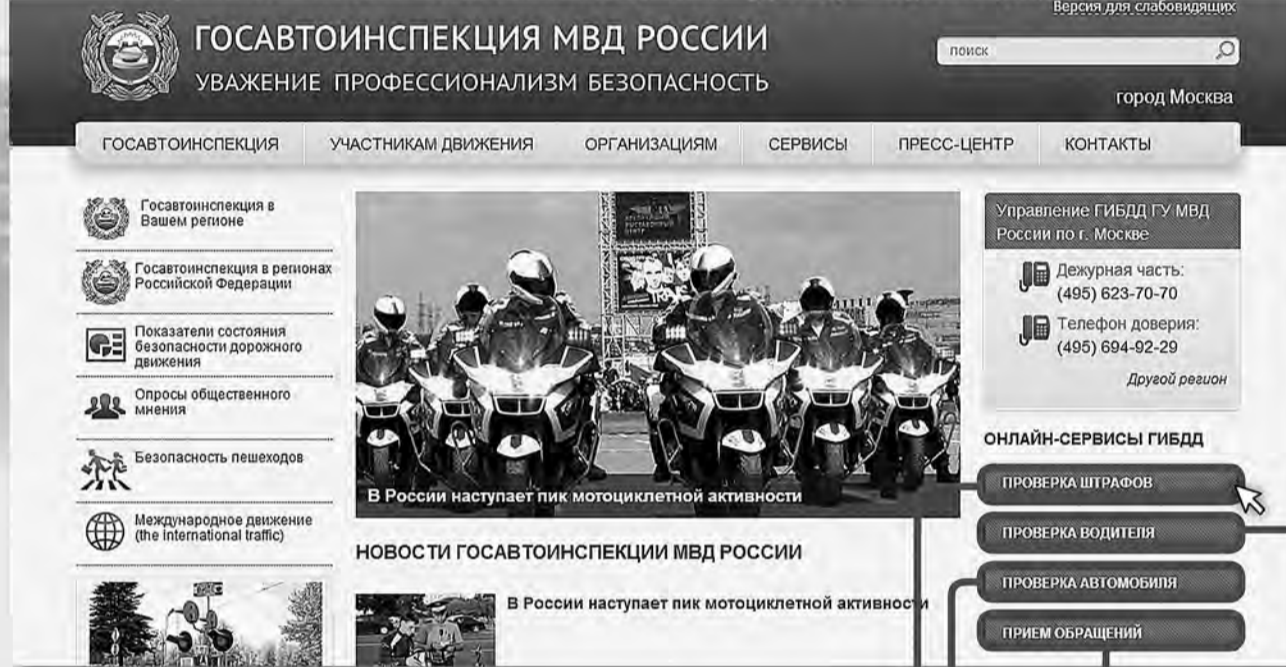 Версия для слабовидящих
ГОСАВТОИНСПЕКЦИЯ МВД РОССИИ
УВАЖЕНИЕ ПРОФЕССИОНАЛИЗМ БЕЗОПАСНОСТЬ
поиск
город Москва
ГОСАВТОИНСПЕКЦИЯ УЧАСТНИКАМ ДВИЖЕНИЯ ОРГАНИЗАЦИЯМ СЕРВИСЫ ПРЕСС-ЦЕНТР КОНТАКТЫ
Госавтоинспекция в
Вашем регионе
Госавтоинспекция в регионах
Российской Федерации
Показатели состояния
безопасности дорожного
движения
Опросы общественного
мнения
Безопасность пешеходов
Международное движение
(the international traffic)
В России наступает пик мотоциклетной активности
НОВОСТИ ГОСАВТОИНСПЕКЦИИ МВД РОССИИ
В России наступает пик мотоциклетной активности
Управление ГИБДД ГУ МВД
России по г. Москве
Дежурная часть:
(495) 623-70-70
Телефон доверия:
(495) 694-92-29
Другой регион
ОНЛАЙН-СЕРВИСЫ ГИБДД
ПРОВЕРКА ШТРАФОВ
ПРОВЕРКА ВОДИТЕЛЯ
ПРОВЕРКА АВТОМОБИЛЯ
ПРИЕМ ОБРАЩЕНИЙ